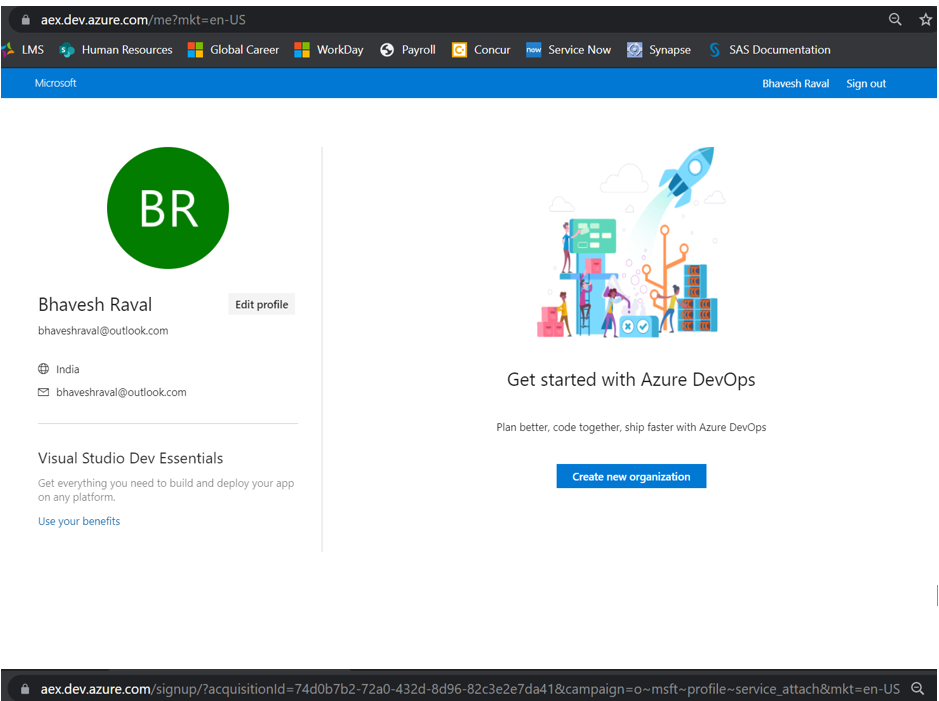 aex.dev.azure.com/me?mkt=en-US
LMS Human Resources Global Career WorkDay Payroll Concur now Service Now Synapse SAS Documentation
Microsoft Bhavesh Raval Sign out
BR
Bhavesh Raval Edit profile
bhaveshraval@outlook.com
India
bhaveshraval@outlook.com
Visual Studio Dev Essentials
Get everything you need to build and deploy your app
on any platform.
Use your benefits
Get started with Azure DevOps
Plan better, code together, ship faster with Azure DevOps
Create new organization
aex.dev.azure.com/signup/?acquisitionId=74d0b7b2-72a0-432d-8d96-82c3e2e7da41&campaign=o~msft~profile~service_attach&mkt=en-US